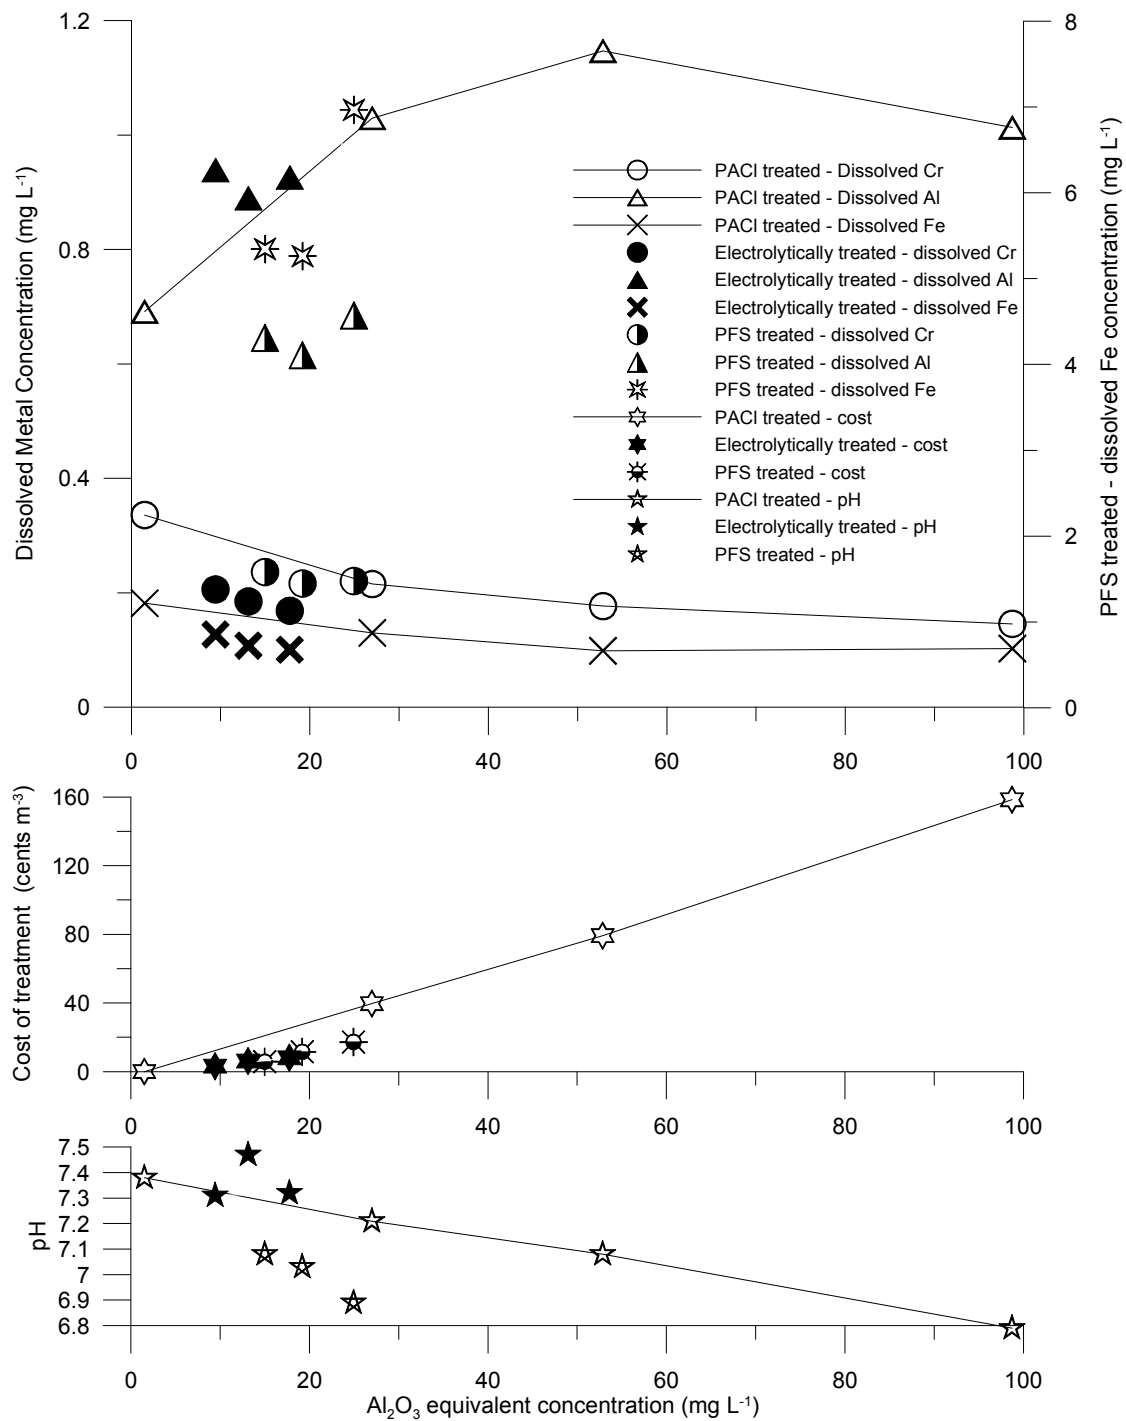 1.2
0.8
0.4
0
Dissolved Metal Concentration (mg L-1)
8
6
4
2
0
PFS treated - dissolved Fe concentration (mg L-1)
PACl treated - Dissolved Cr
PACl treated - Dissolved Al
PACl treated - Dissolved Fe
Electrolytically treated - dissolved Cr
Electrolytically treated - dissolved Al
Electrolytically treated - dissolved Fe
PFS treated - dissolved Cr
PFS treated - dissolved Al
PFS treated - dissolved Fe
PACl treated - cost
Electrolytically treated - cost
PFS treated - cost
PACl treated - pH
Electrolytically treated - pH
PFS treated - pH
0 20 40 60 80 100
160
120
80
40
0
Cost of treatment (cents m-3)
0 20 40 60 80 100
7.5
7.4
7.3
7.2
7.1
7
6.9
6.8
pH
0 20 40 60 80 100
Al2O3 equivalent concentration (mg L-1)